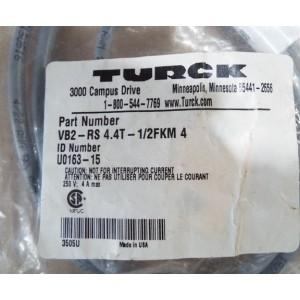 TURCK
3000 Campus Drive Minneapolis, Minnesota 55441-2656
1-800-544-7769 www.Turck.com
Part Number
VB2-RS 4.4T-1/2FKM 4
ID Number
U0163-15
CAUTION: NOT FOR INTERRUPTING CURRENT
ATTENTION: NE PAS UTILISER POUR COUPER LE COURANT
250 V: 4 A max
3505U Made in USA